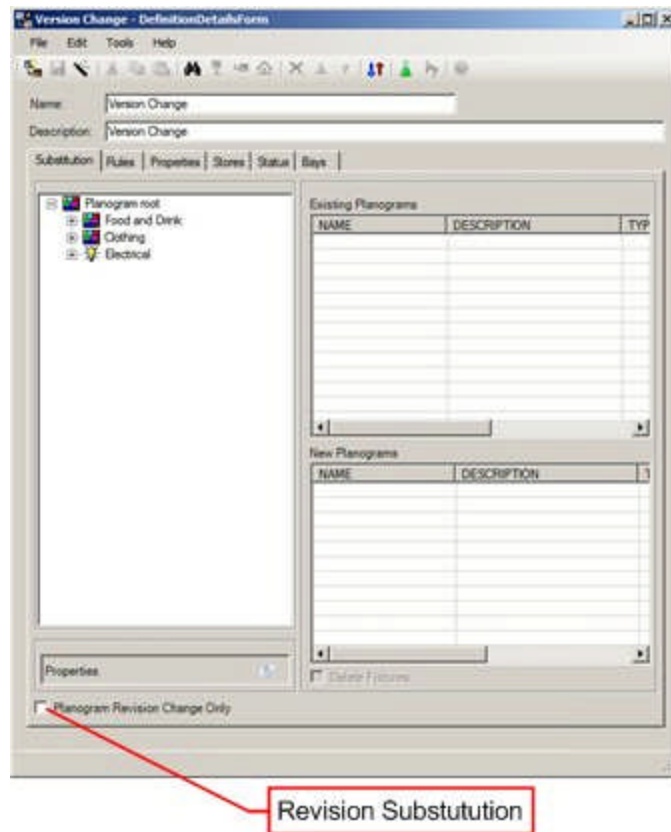 Version Change - DefinitionDetailsForm
File Edit Tools Help
Name: Version Change
Description: Version Change
Substitution Rules Properties Stores Status Bays
Planogram root
Food and Drink
Clothing
Electrical
Existing Planograms
NAME DESCRIPTION TYP
New Planograms
NAME DESCRIPTION T
Properties
Delete Fixtures
Planogram Revision Change Only
Revision Substutution